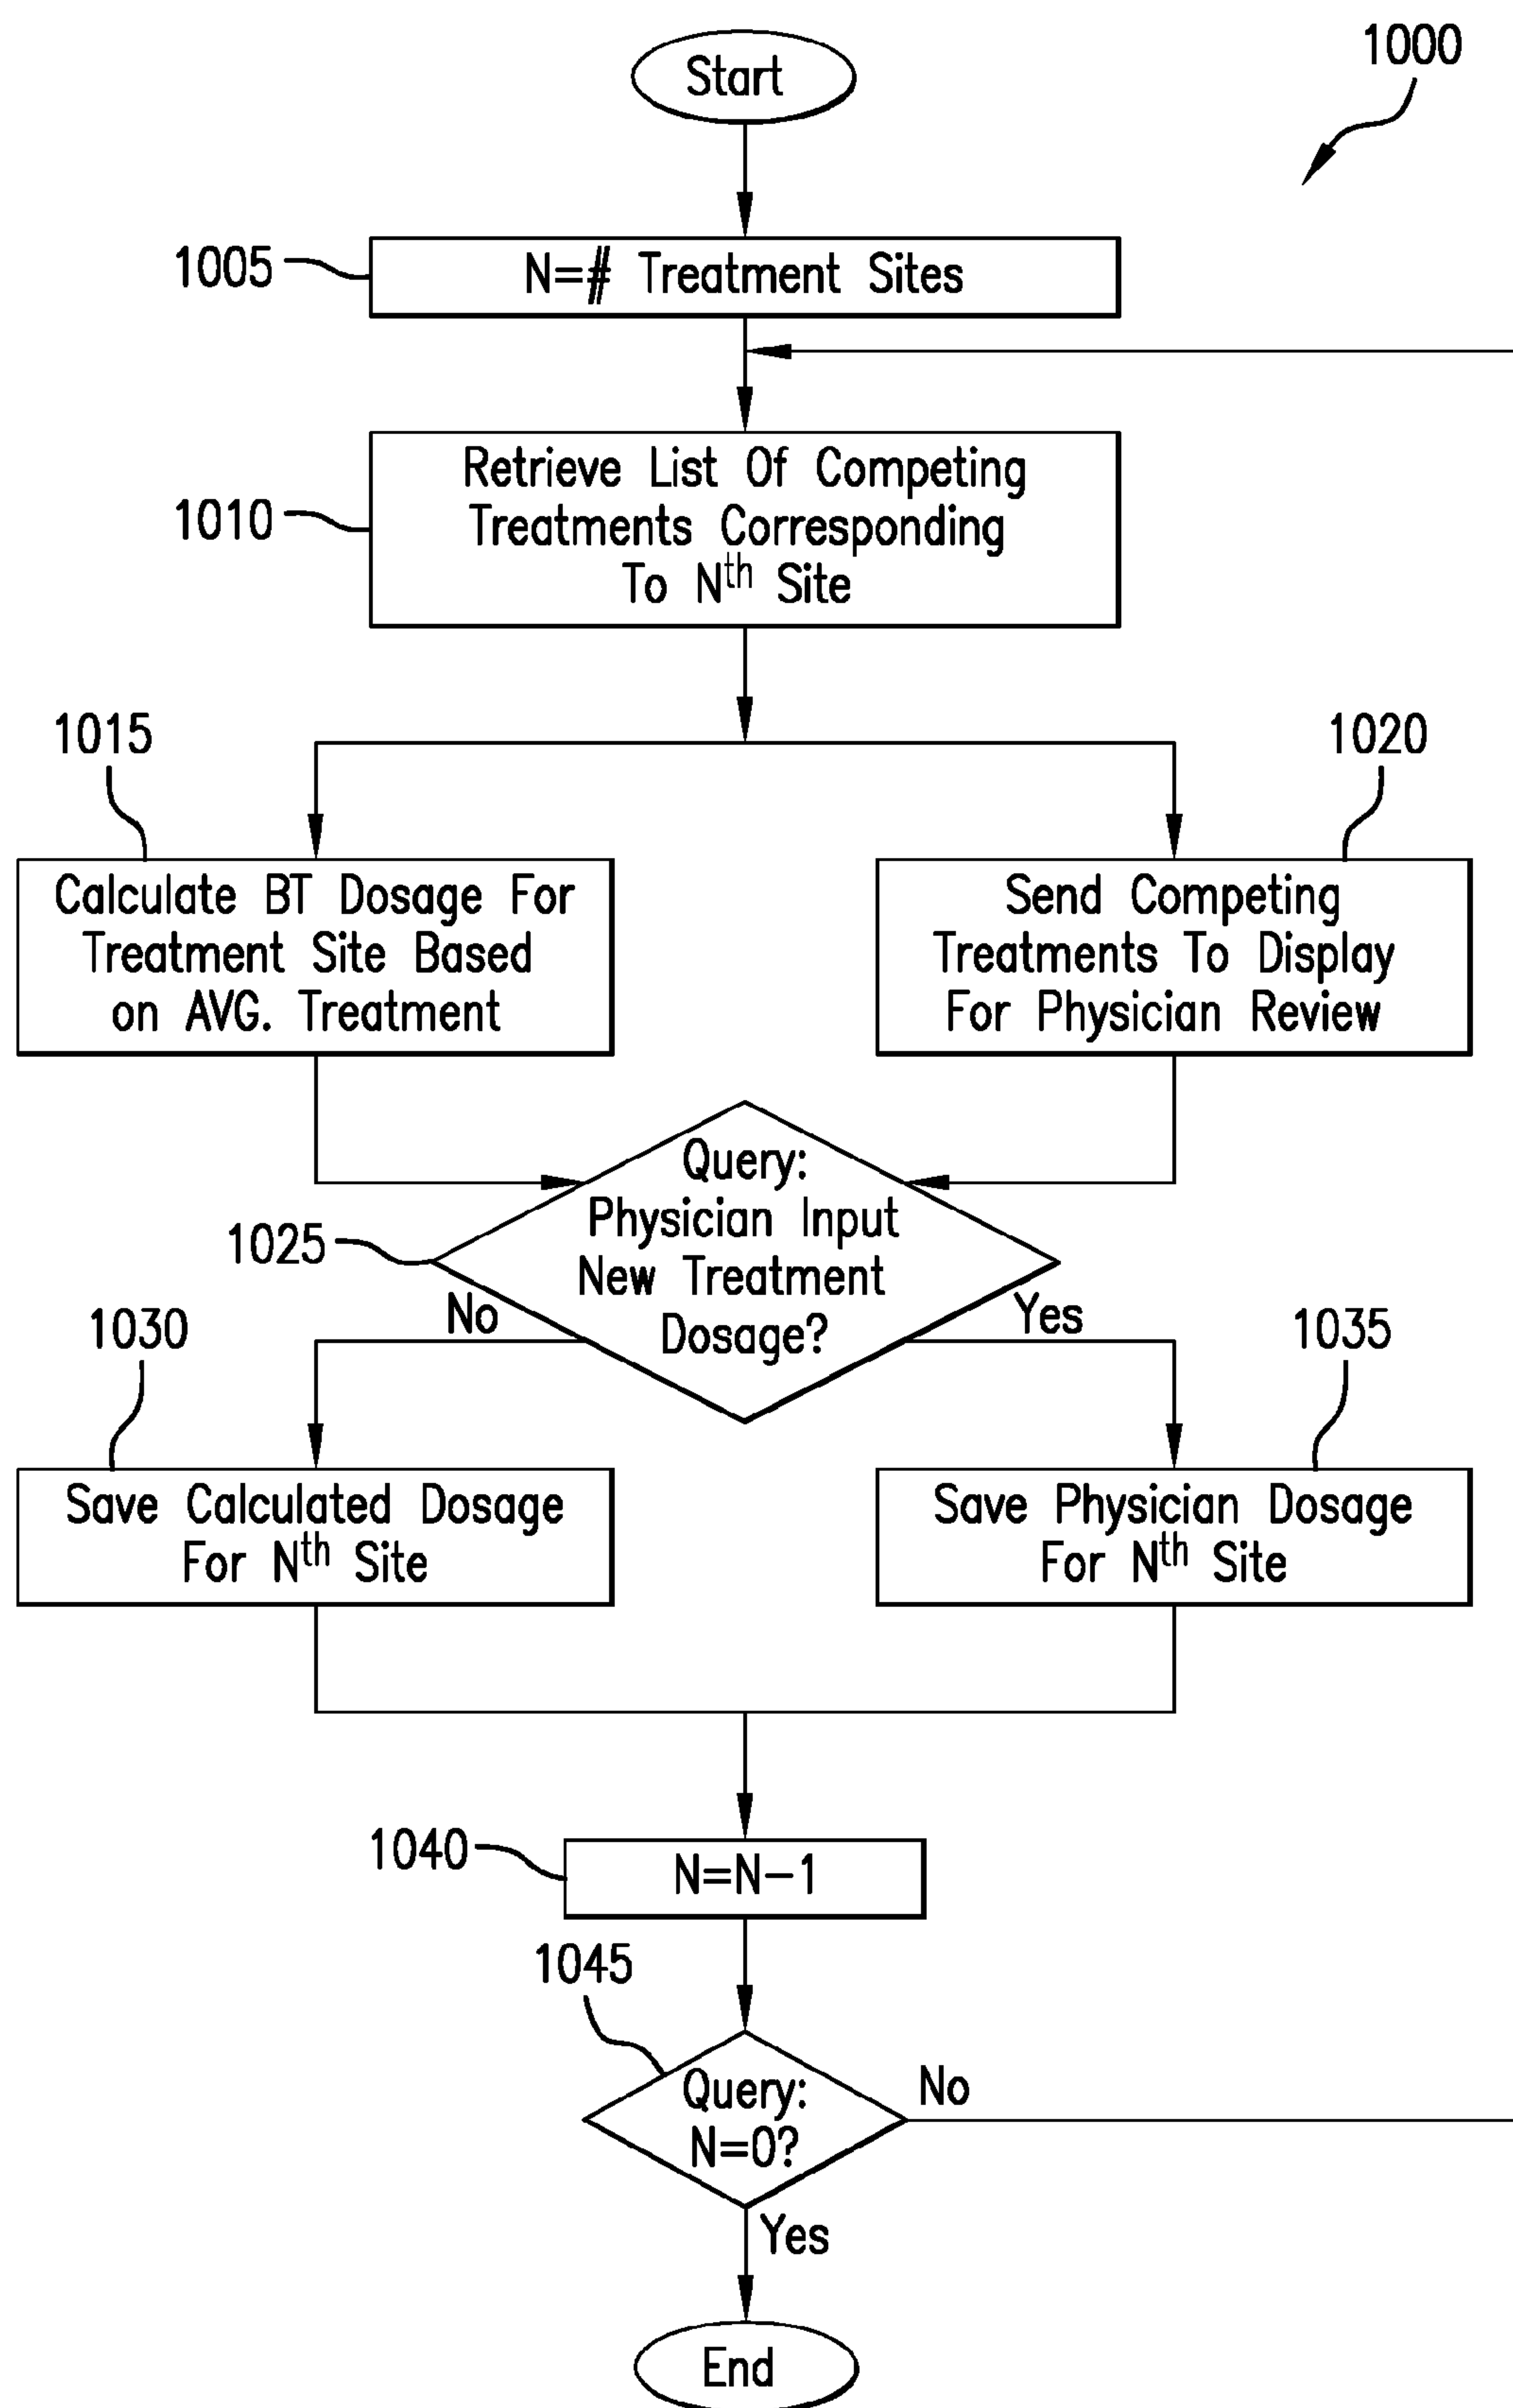 Start
1000
1005
N=# Treatment Sites
1010
Retrieve List Of Competing
Treatments Corresponding
To Nth Site
1015
1020
Calculate BT Dosage For
Treatment Site Based
on AVG. Treatment
Send Competing
Treatments To Display
For Physician Review
1025
Query:
Physician Input
New Treatment
Dosage?
No
Yes
1030
1035
Save Calculated Dosage
For Nth Site
Save Physician Dosage
For Nth Site
1040
N=N-1
1045
Query:
N=0?
No
Yes
End